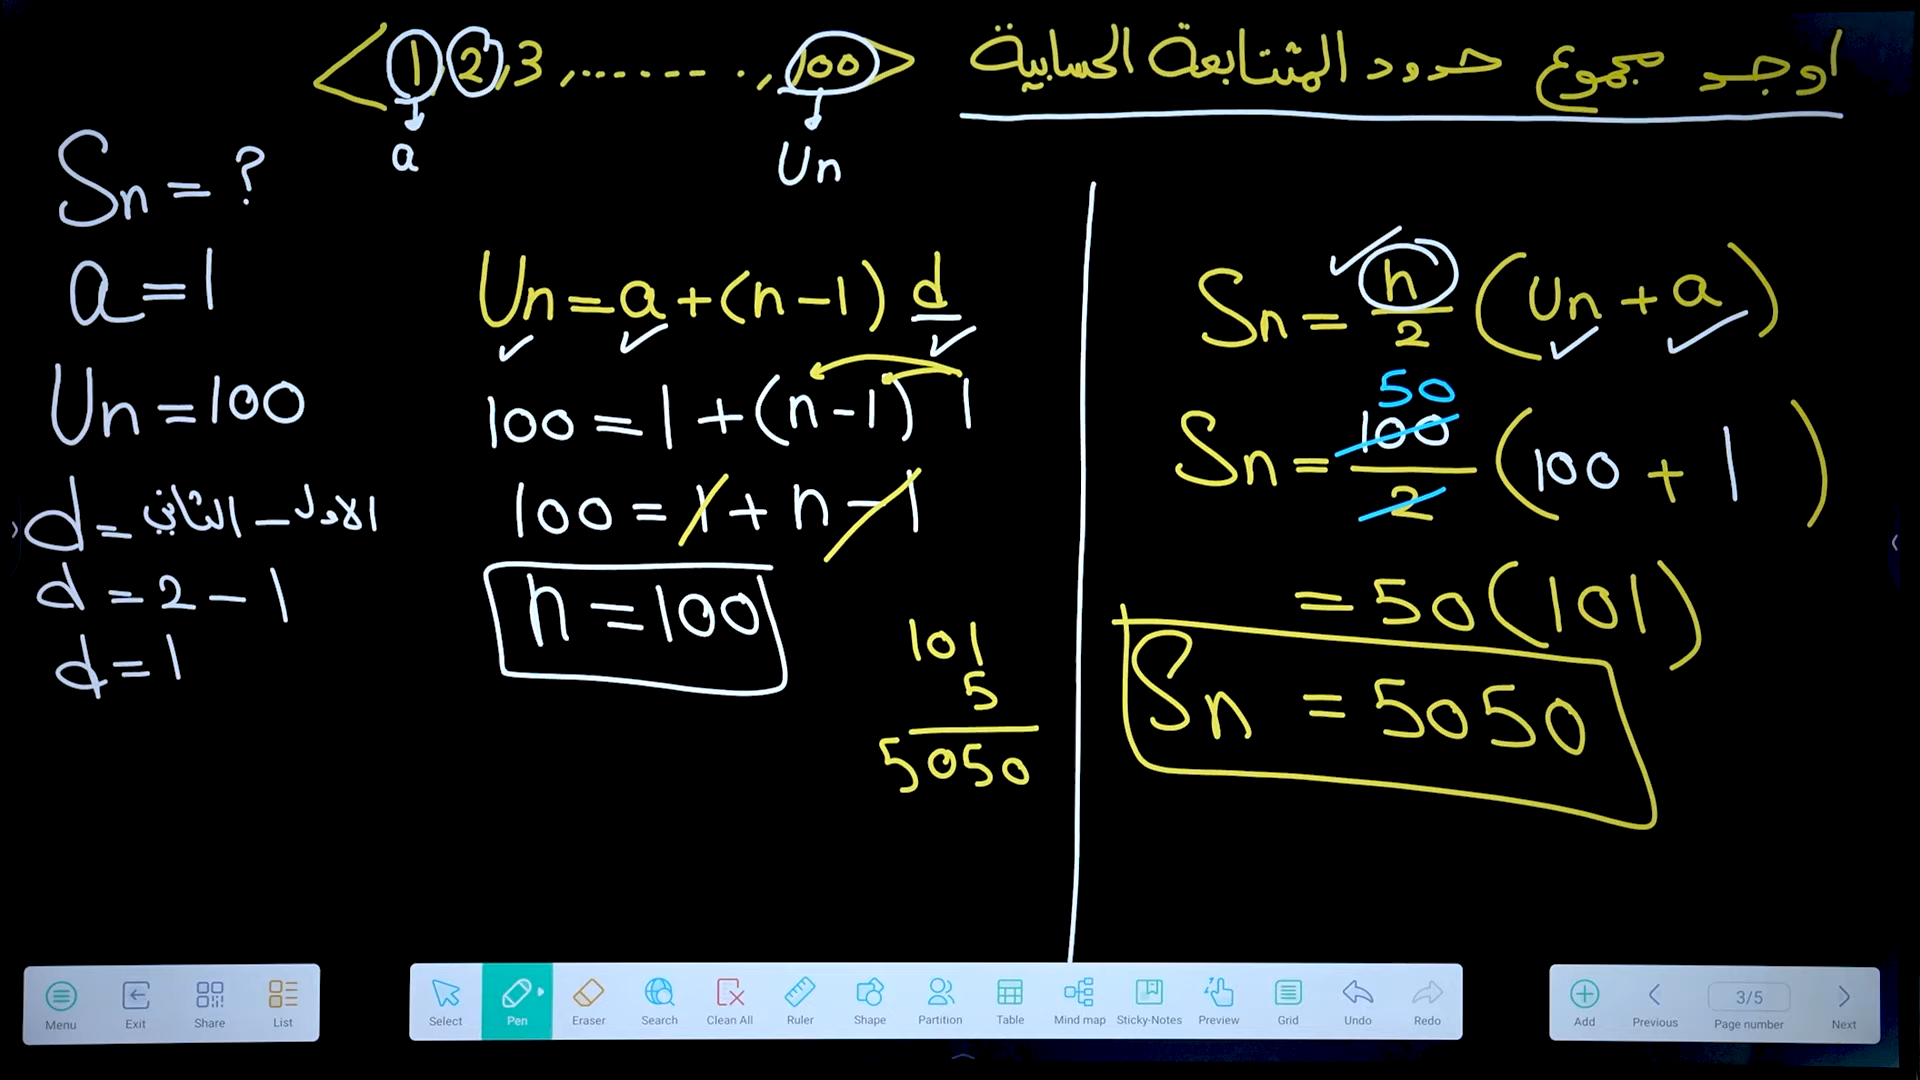 اوجد مجموع حدود المتتابعة الحسابية <1, 2, 3, ........, 100>
a
Un
Sn = ?
a = 1
Un = 100
d = الثاني - الاول
d = 2 - 1
d = 1
Un = a + (n - 1) d
100 = 1 + (n - 1) 1
100 = 1 + n - 1
n = 100
101
5
5050
Sn = n/2 (Un + a)
50
Sn = 100/2 (100 + 1)
= 50 (101)
Sn = 5050
Menu
Exit
Share
List
Select
Pen
Eraser
Search
Clean All
Ruler
Shape
Partition
Table
Mind map
Sticky-Notes
Preview
Grid
Undo
Redo
Add
Previous
3/5
Page number
Next